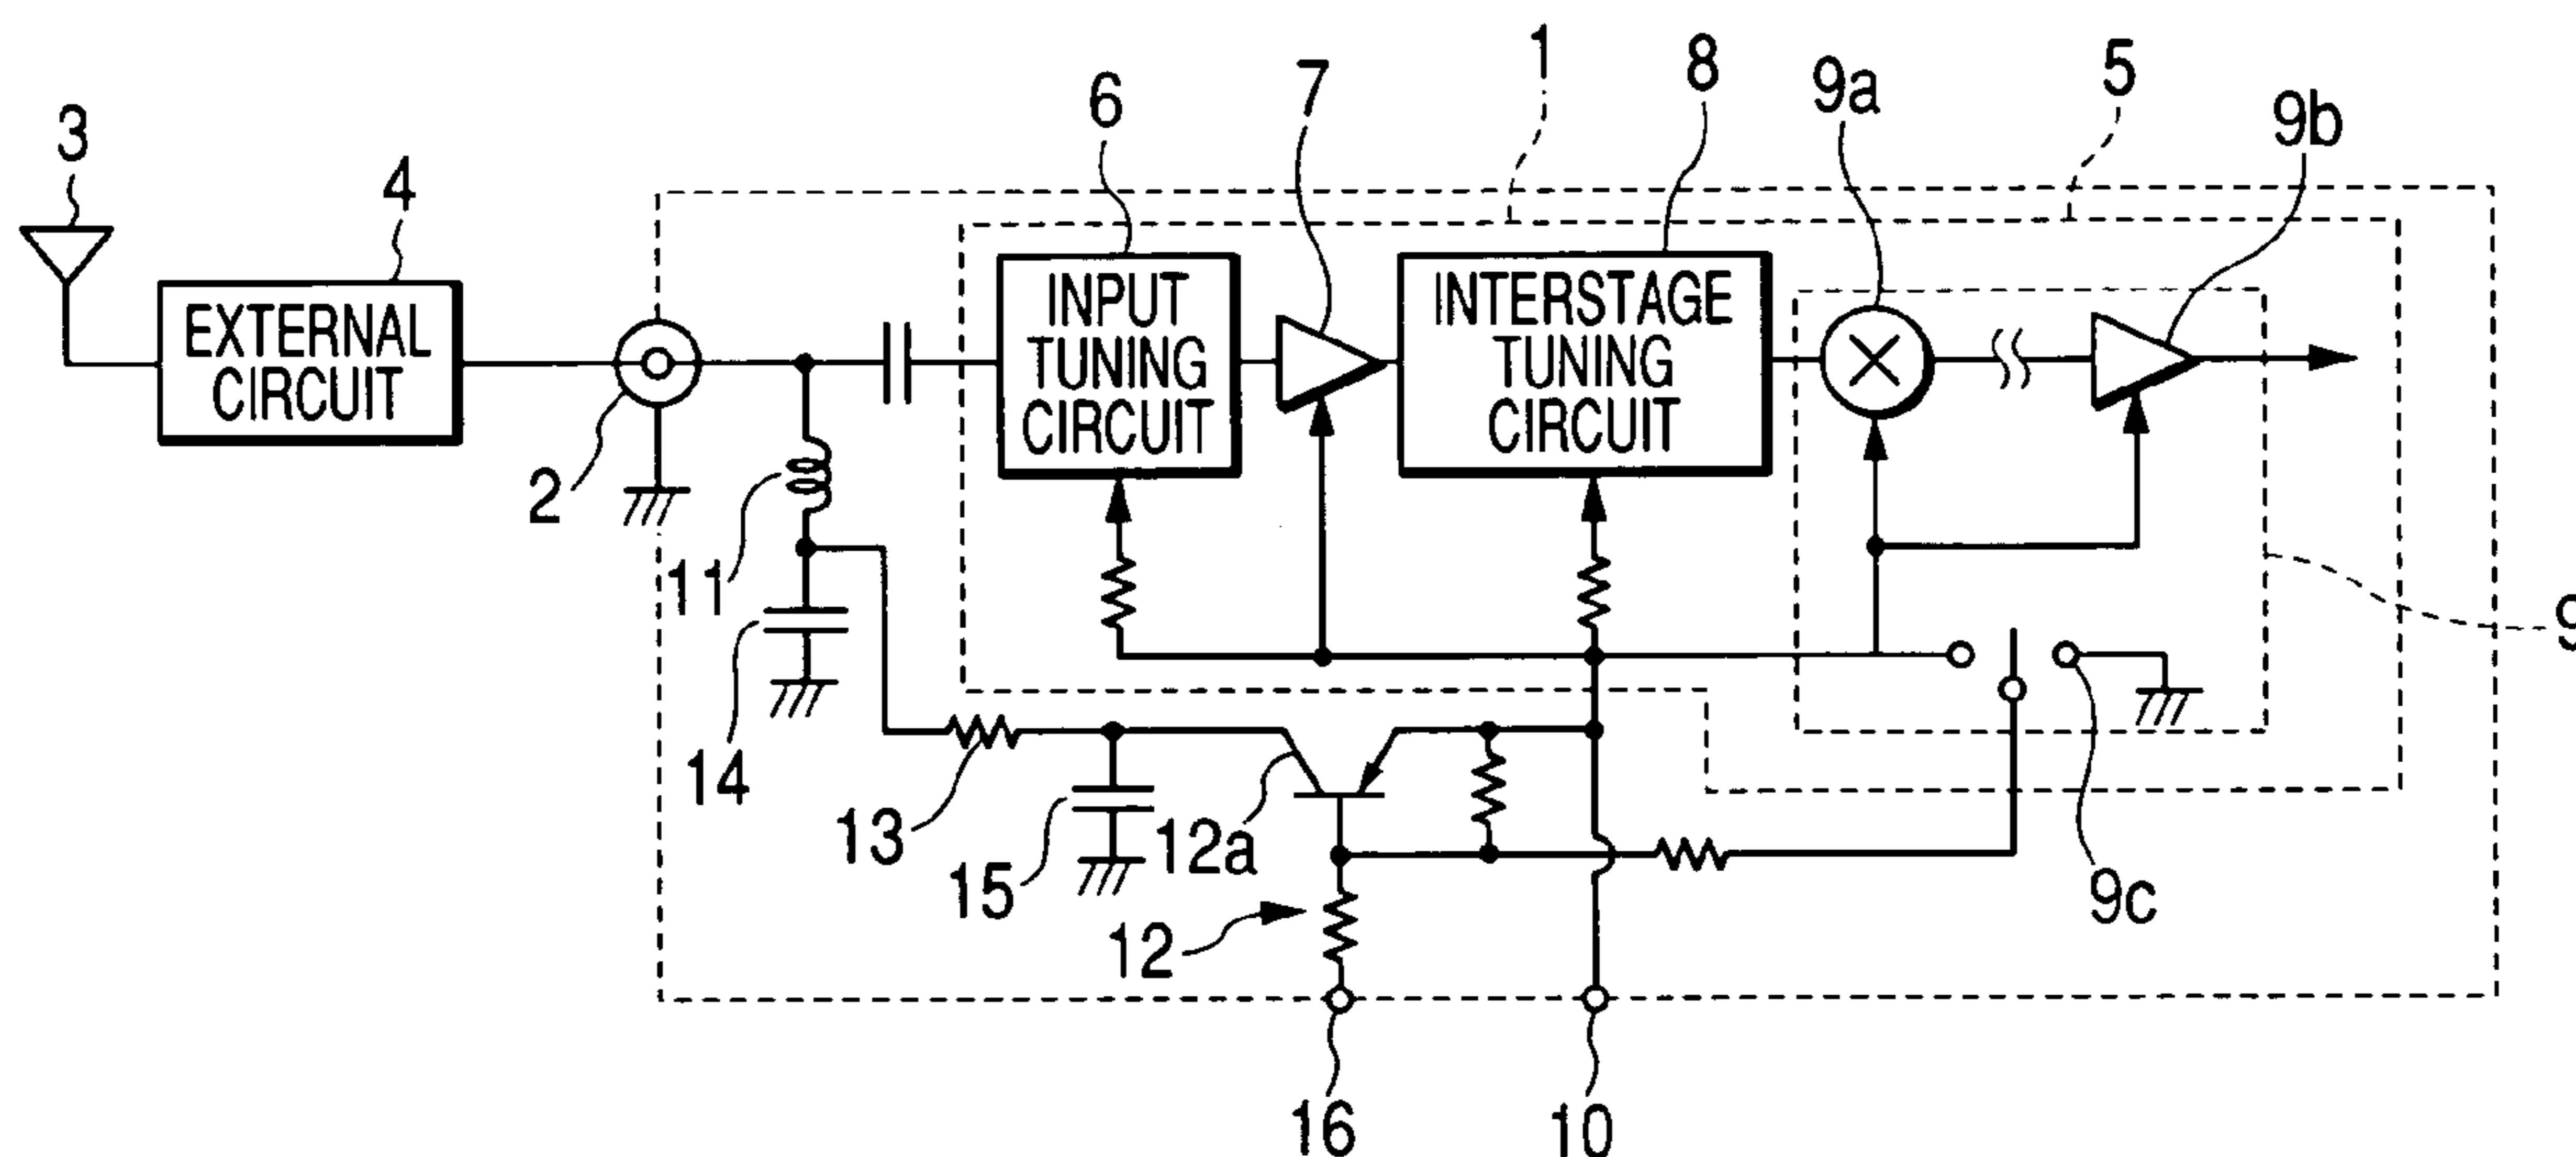 1
5
8
9a
7
6
9b
3
4
EXTERNAL
CIRCUIT
INPUT
TUNING
CIRCUIT
INTERSTAGE
TUNING
CIRCUIT
2
11
14
9
13
15
12a
12
9c
16
10